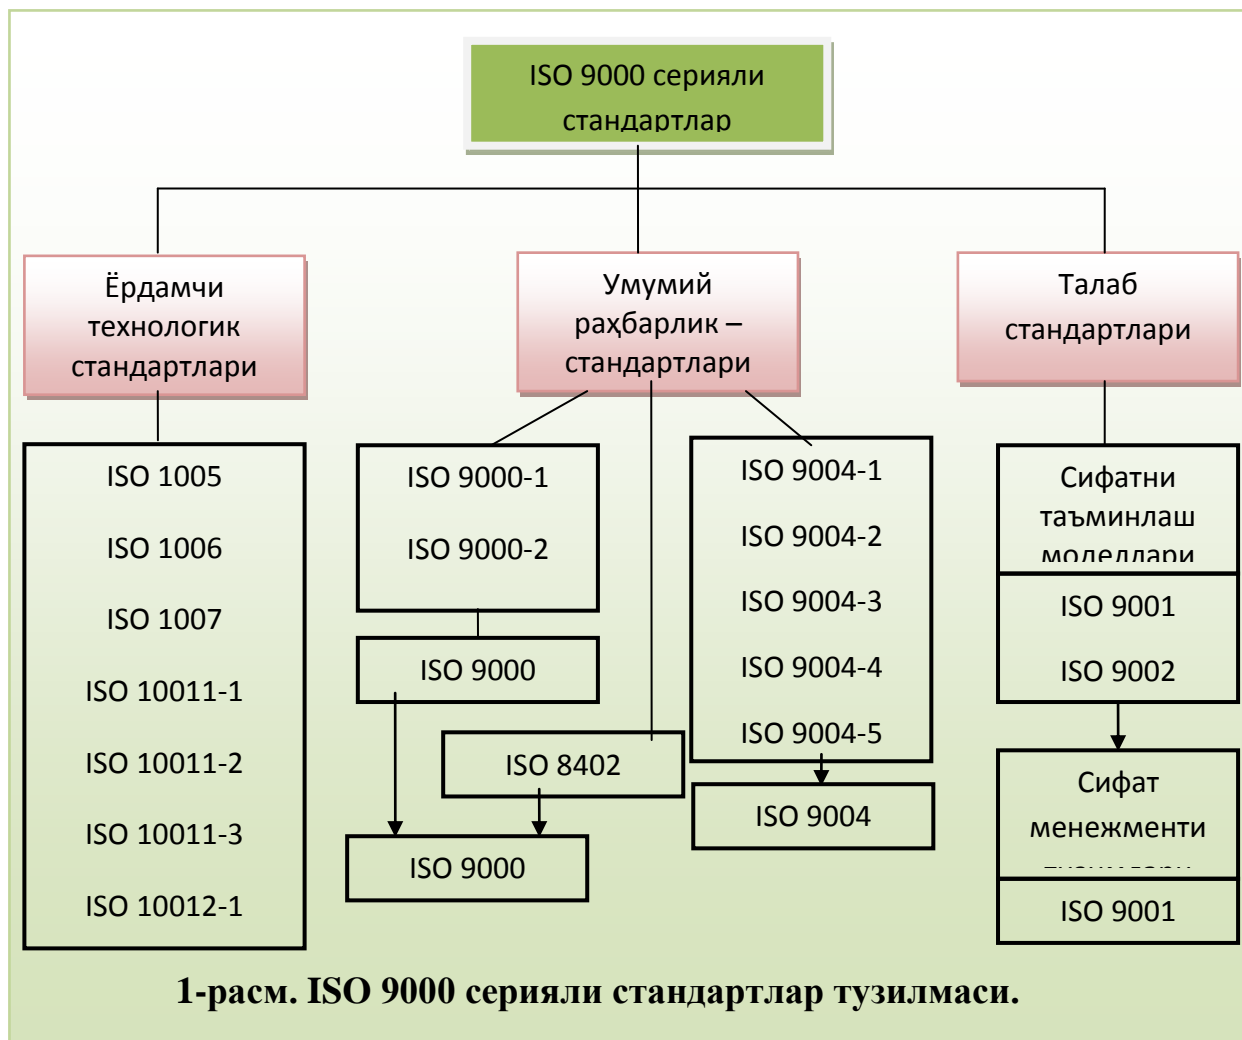 ISO 9000 серияли
стандартлар
Ёрдамчи
технологик
стандартлари
Умумий
раҳбарлик –
стандартлари
Талаб
стандартлари
ISO 1005
ISO 1006
ISO 1007
ISO 10011-1
ISO 10011-2
ISO 10011-3
ISO 10012-1
ISO 9000-1
ISO 9000-2
ISO 9000
ISO 8402
ISO 9000
ISO 9004-1
ISO 9004-2
ISO 9004-3
ISO 9004-4
ISO 9004-5
ISO 9004
Сифатни
таъминлаш
моделлари
ISO 9001
ISO 9002
Сифат
менежменти
ISO 9001
1-расм. ISO 9000 серияли стандартлар тузилмаси.